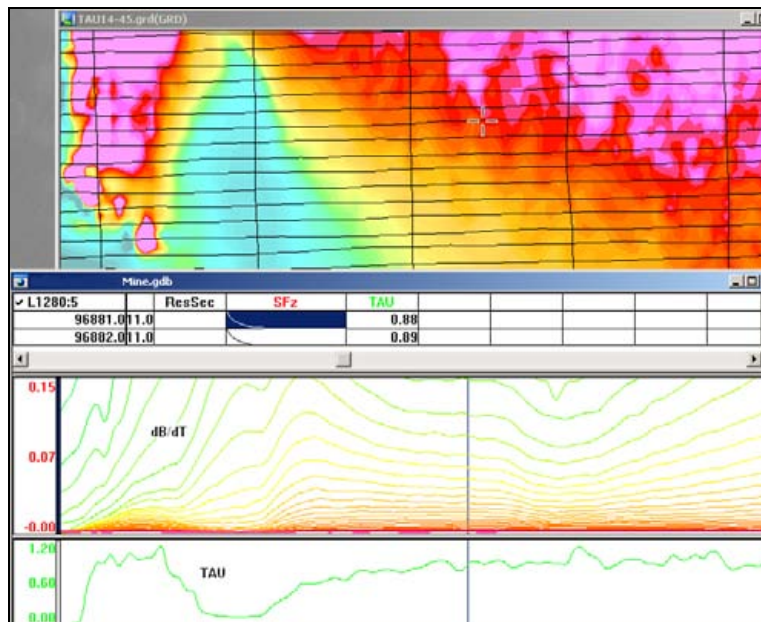 TAU14-45.grd(GRD)
Mine.gdb
✓ L1280:5 ResSec SFz TAU
96881.0 11.0 0.88
96882.0 11.0 0.89
0.15
dB/dT
0.07
-0.00
1.20
TAU
0.60
0.00